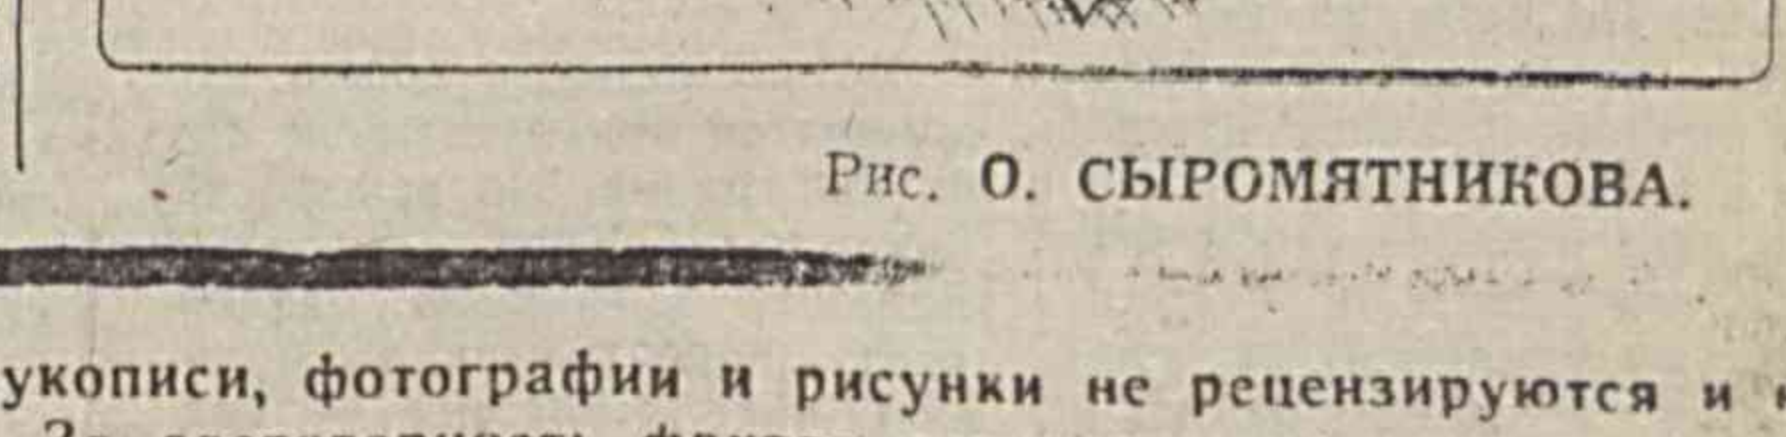 Рис. О. СЫРОМЯТНИКОВА.
укописи, фотографии и рисунки не рецензируются и